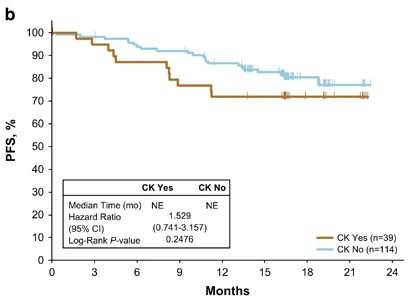 b
PFS, %
100
90
80
70
60
50
40
30
20
10
0
CK Yes CK No
Median Time (mo) NE NE
Hazard Ratio 1.529
(95% CI) (0.741-3.157)
Log-Rank P-value 0.2476
CK Yes (n=39)
CK No (n=114)
0 3 6 9 12 15 18 21 24
Months